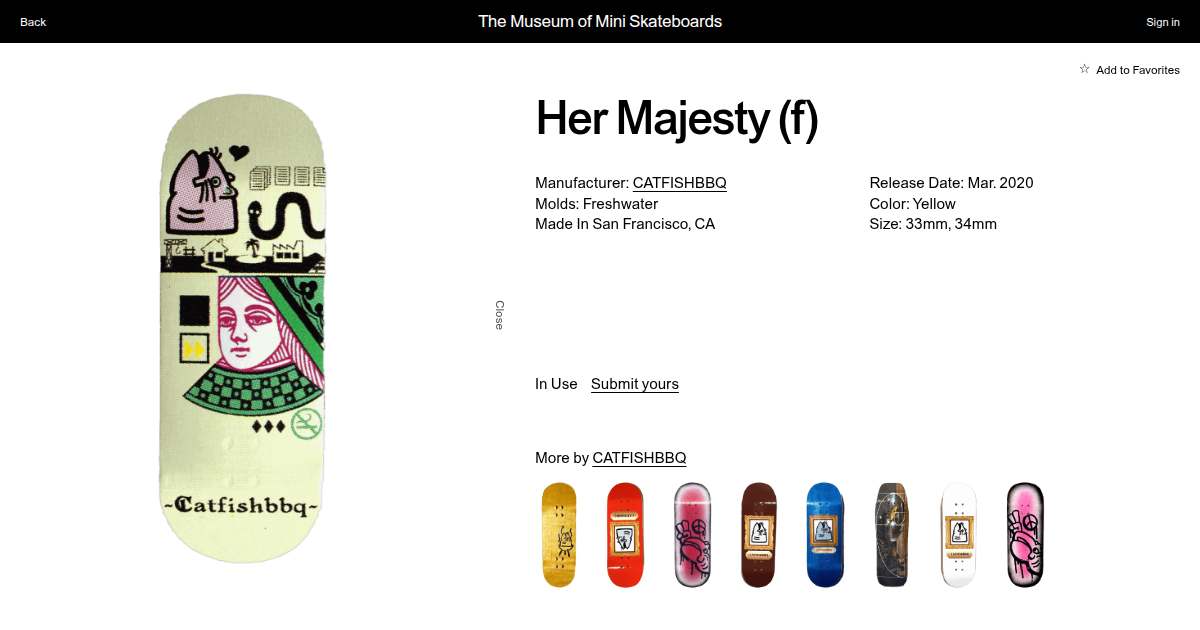 Back
The Museum of Mini Skateboards
Sign in
☆ Add to Favorites
Her Majesty (f)
Manufacturer: CATFISHBBQ
Molds: Freshwater
Made In San Francisco, CA
Release Date: Mar. 2020
Color: Yellow
Size: 33mm, 34mm
Close
In Use Submit yours
More by CATFISHBBQ
~Catfishbbq~